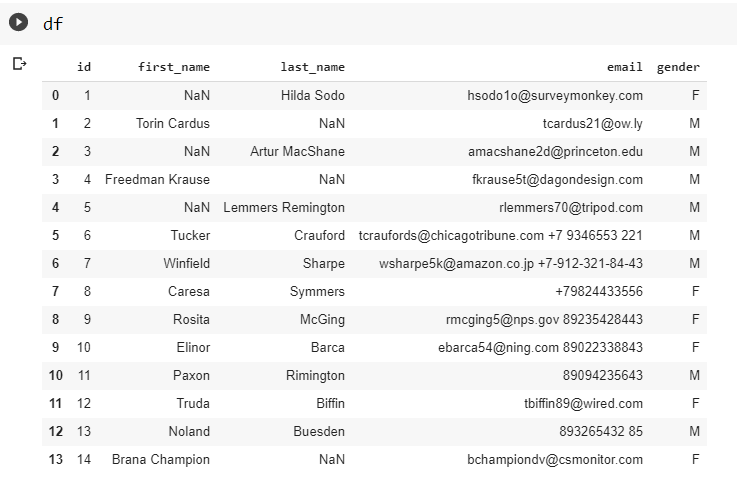 df
id first_name last_name email gender
0 1 NaN Hilda Sodo hsodo1o@surveymonkey.com F
1 2 Torin Cardus NaN tcardus21@ow.ly M
2 3 NaN Artur MacShane amacshane2d@princeton.edu M
3 4 Freedman Krause NaN fkrause5t@dagondesign.com M
4 5 NaN Lemmers Remington rlemmers70@tripod.com M
5 6 Tucker Crauford tcraufords@chicagotribune.com +7 9346553 221 M
6 7 Winfield Sharpe wsharpe5k@amazon.co.jp +7-912-321-84-43 M
7 8 Caresa Symmers +79824433556 F
8 9 Rosita McGing rmcging5@nps.gov 89235428443 F
9 10 Elinor Barca ebarca54@ning.com 89022338843 F
10 11 Paxon Rimington 89094235643 M
11 12 Truda Biffin tbiffin89@wired.com F
12 13 Noland Buesden 893265432 85 M
13 14 Brana Champion NaN bchampiondv@csmonitor.com F